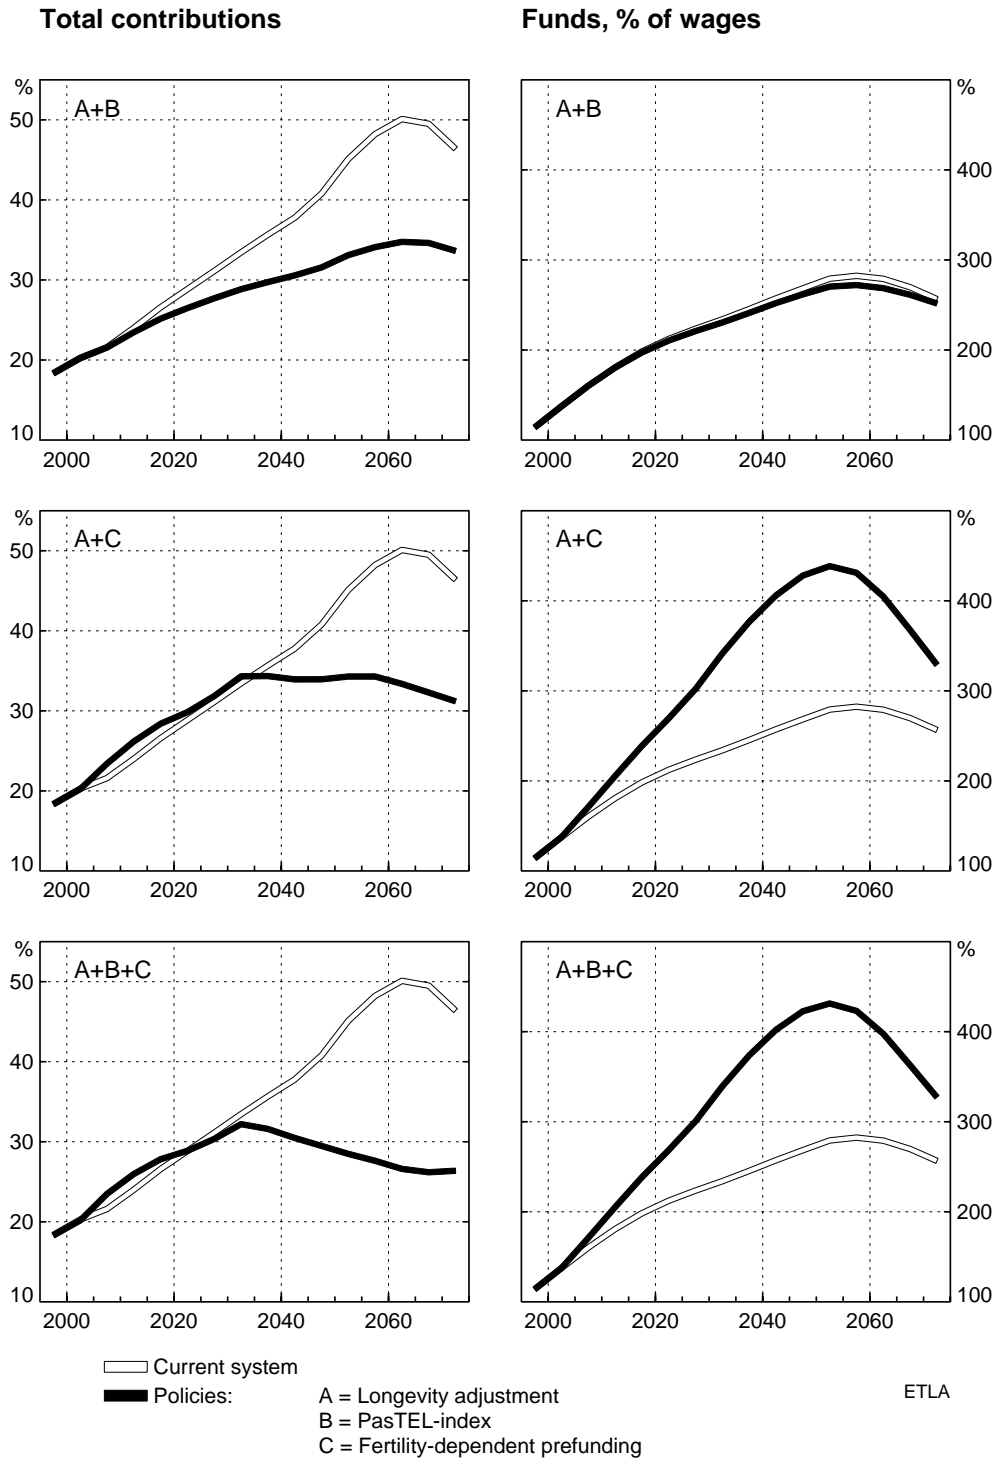 Total contributions
Funds, % of wages
%
A+B
50
40
30
20
10
2000 2020 2040 2060
%
A+B
400
300
200
100
2000 2020 2040 2060
%
A+C
50
40
30
20
10
2000 2020 2040 2060
%
A+C
400
300
200
100
2000 2020 2040 2060
%
A+B+C
50
40
30
20
10
2000 2020 2040 2060
%
A+B+C
400
300
200
100
2000 2020 2040 2060
Current system
Policies: A = Longevity adjustment
B = PasTEL-index
C = Fertility-dependent prefunding
ETLA